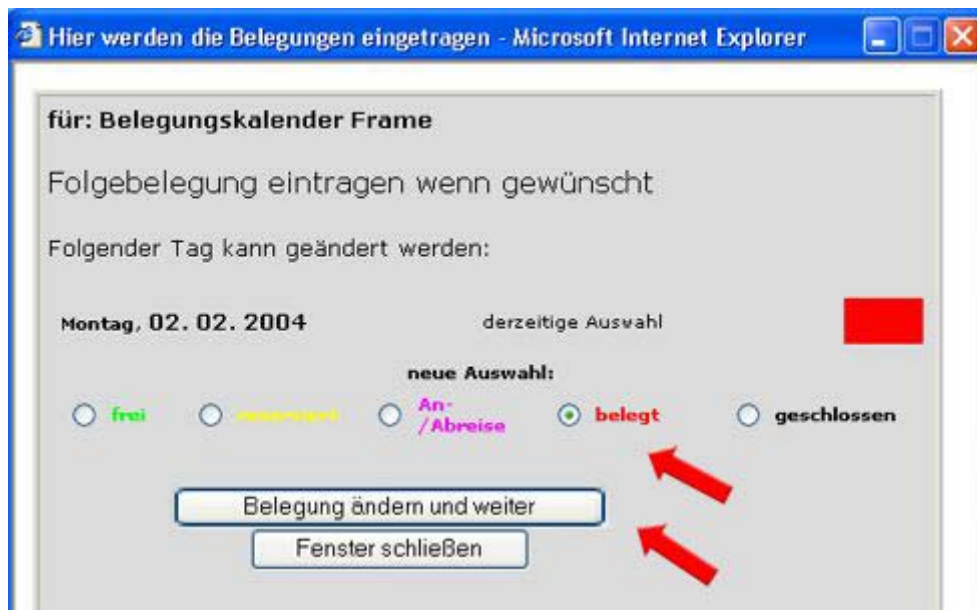 Hier werden die Belegungen eingetragen - Microsoft Internet Explorer
für: Belegungskalender Frame
Folgebelegung eintragen wenn gewünscht
Folgender Tag kann geändert werden:
Montag, 02. 02. 2004 derzeitige Auswahl
neue Auswahl:
frei
An-
/Abreise
belegt
geschlossen
Belegung ändern und weiter
Fenster schließen